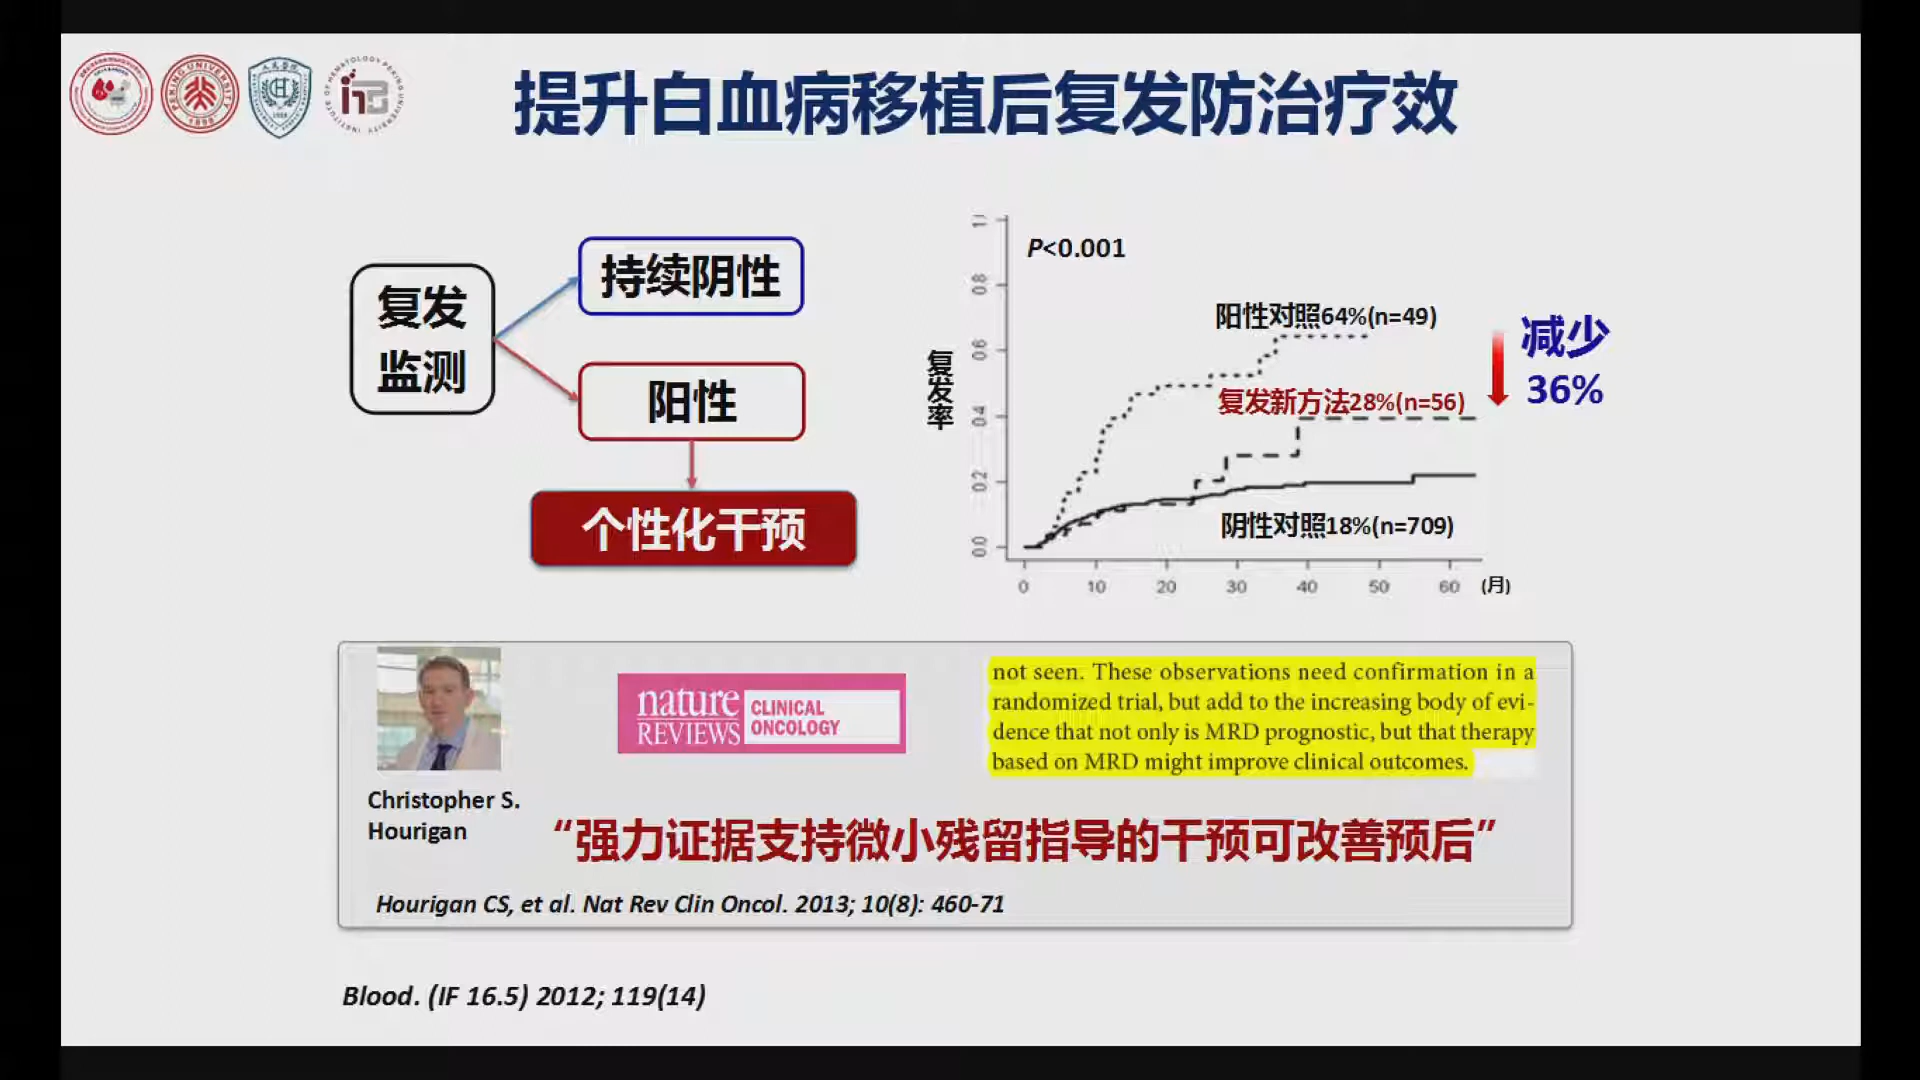 提升白血病移植后复发防治疗效
PEKING UNIVERSITY
1898
INSTITUTE OF HEMATOLOGY PEKING UNIVERSITY
复发
监测
持续阴性
阳性
个性化干预
P<0.001
复发率
0.8
0.6
0.4
0.2
0.0
阳性对照64%(n=49)
复发新方法28%(n=56)
阴性对照18%(n=709)
0 10 20 30 40 50 60 (月)
减少
36%
nature
REVIEWS
CLINICAL
ONCOLOGY
not seen. These observations need confirmation in a
randomized trial, but add to the increasing body of evi-
dence that not only is MRD prognostic, but that therapy
based on MRD might improve clinical outcomes.
Christopher S.
Hourigan
“强力证据支持微小残留指导的干预可改善预后”
Hourigan CS, et al. Nat Rev Clin Oncol. 2013; 10(8): 460-71
Blood. (IF 16.5) 2012; 119(14)